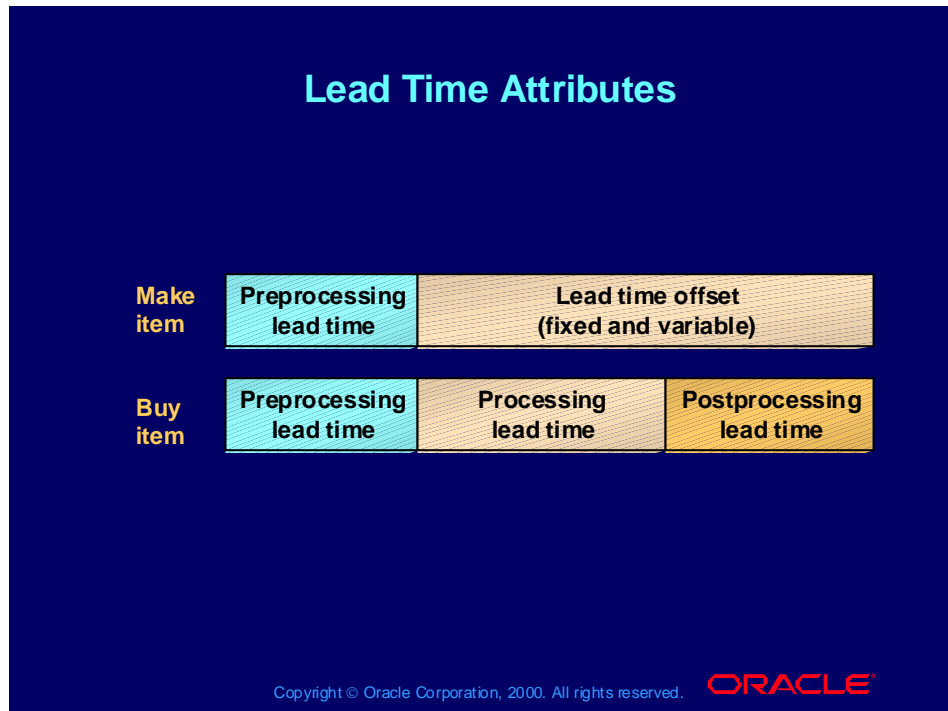 Lead Time Attributes
Make
item
Preprocessing
lead time
Lead time offset
(fixed and variable)
Buy
item
Preprocessing
lead time
Processing
lead time
Postprocessing
lead time
Copyright © Oracle Corporation, 2000. All rights reserved.
ORACLE®